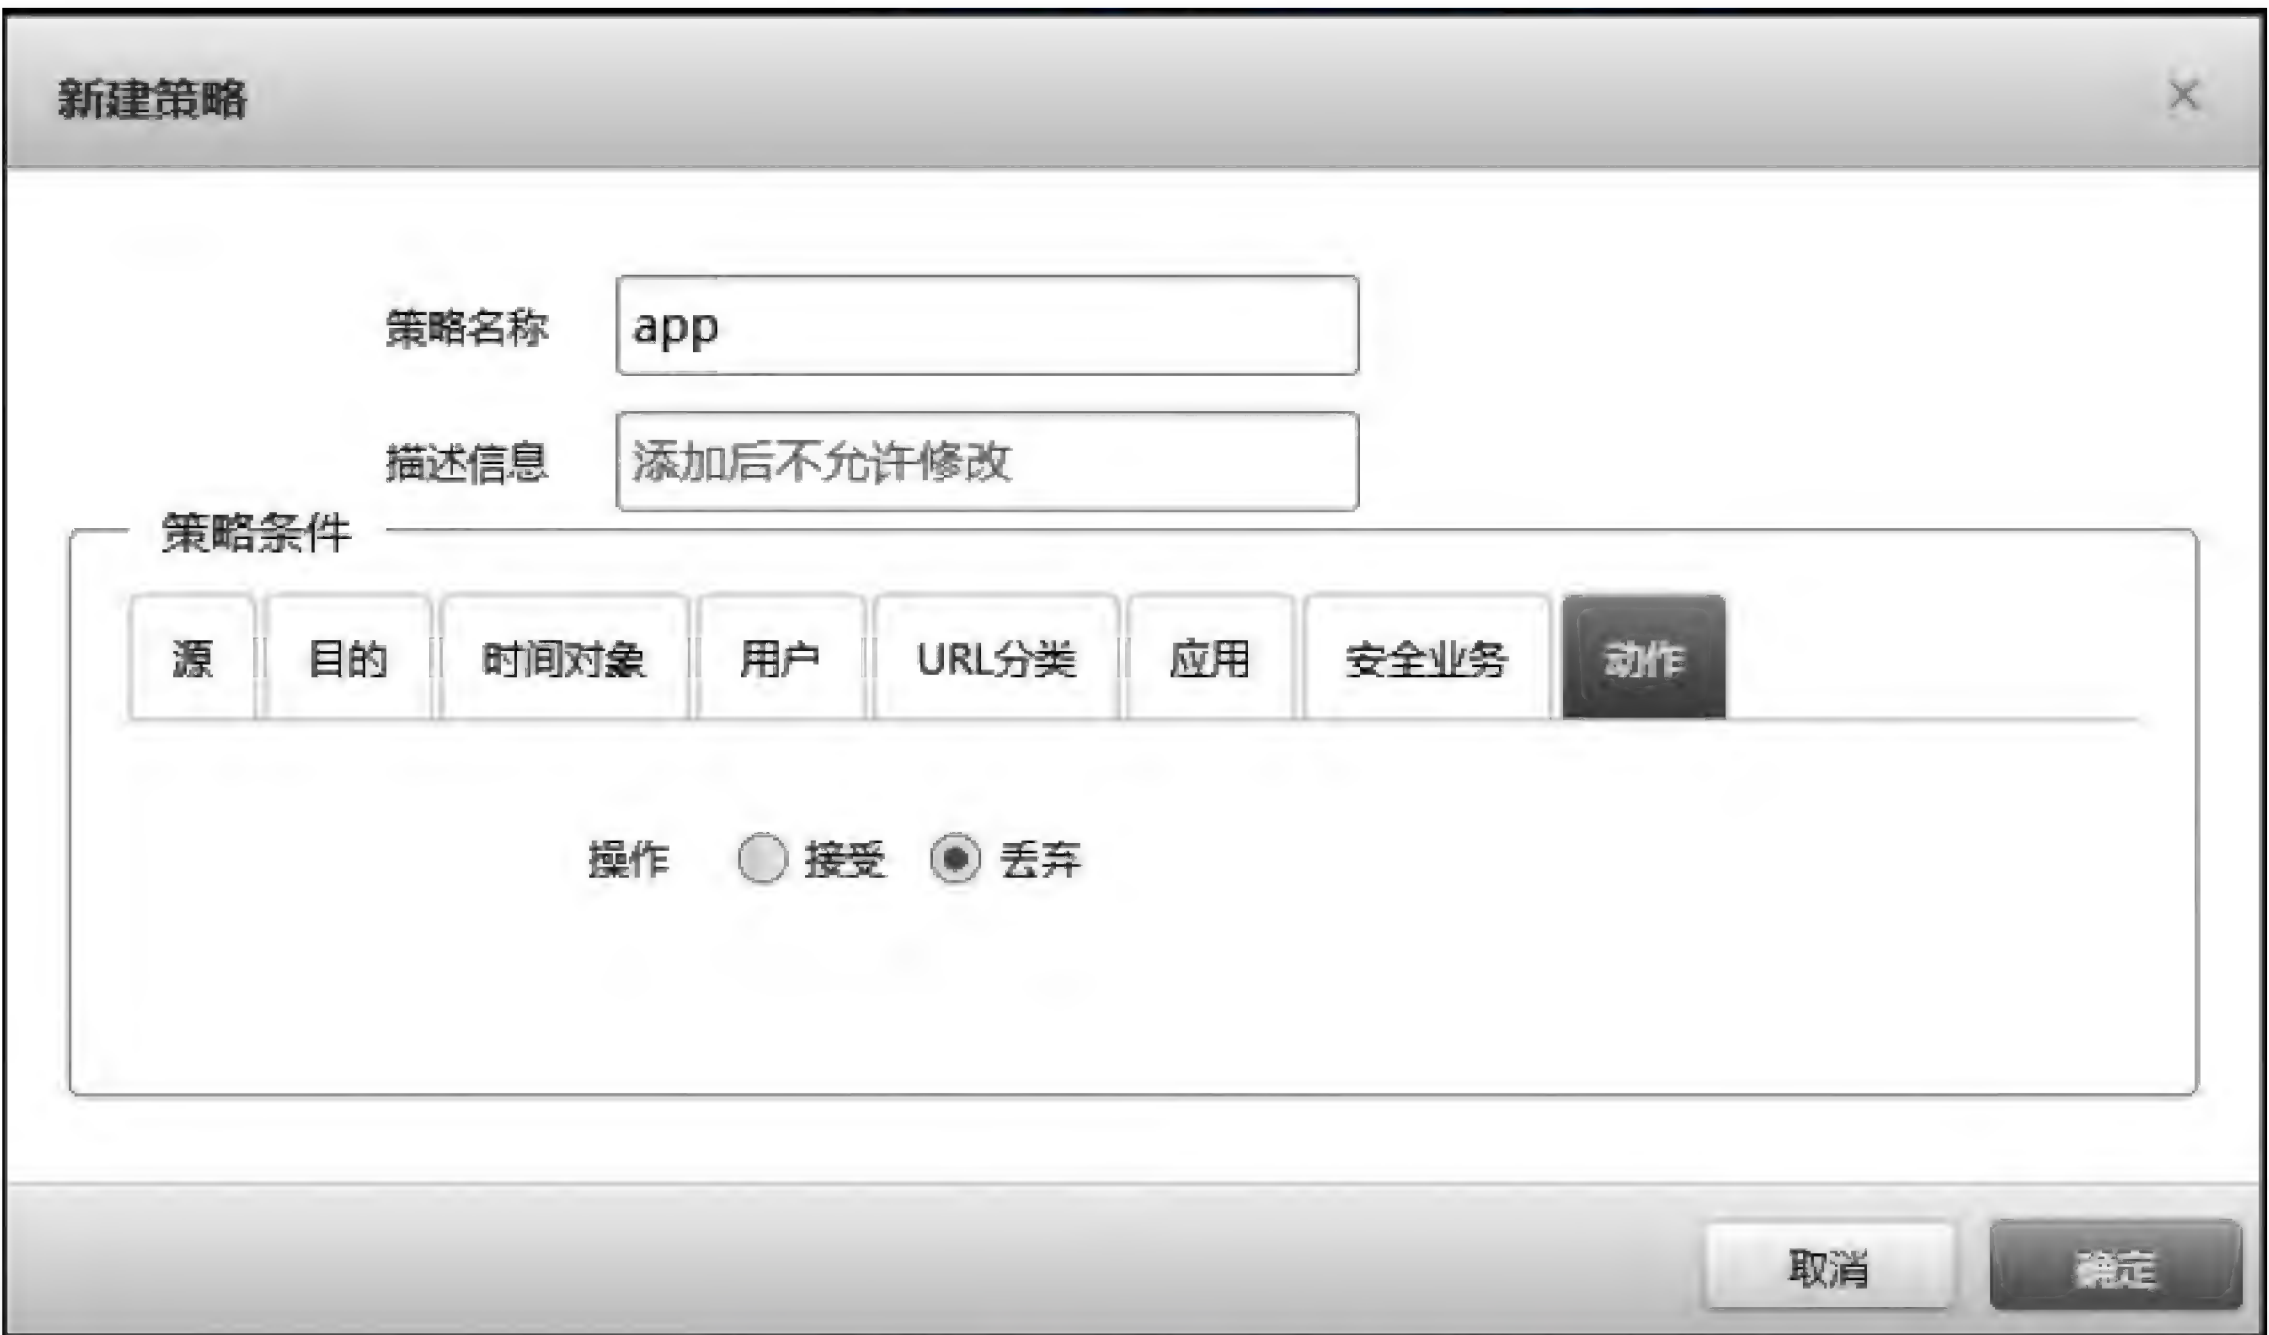 新建策略
策略名称 app
描述信息 添加后不允许修改
策略条件
源 目的 时间对象 用户 URL分类 应用 安全业务 动作
操作 接受 丢弃
取消 确定